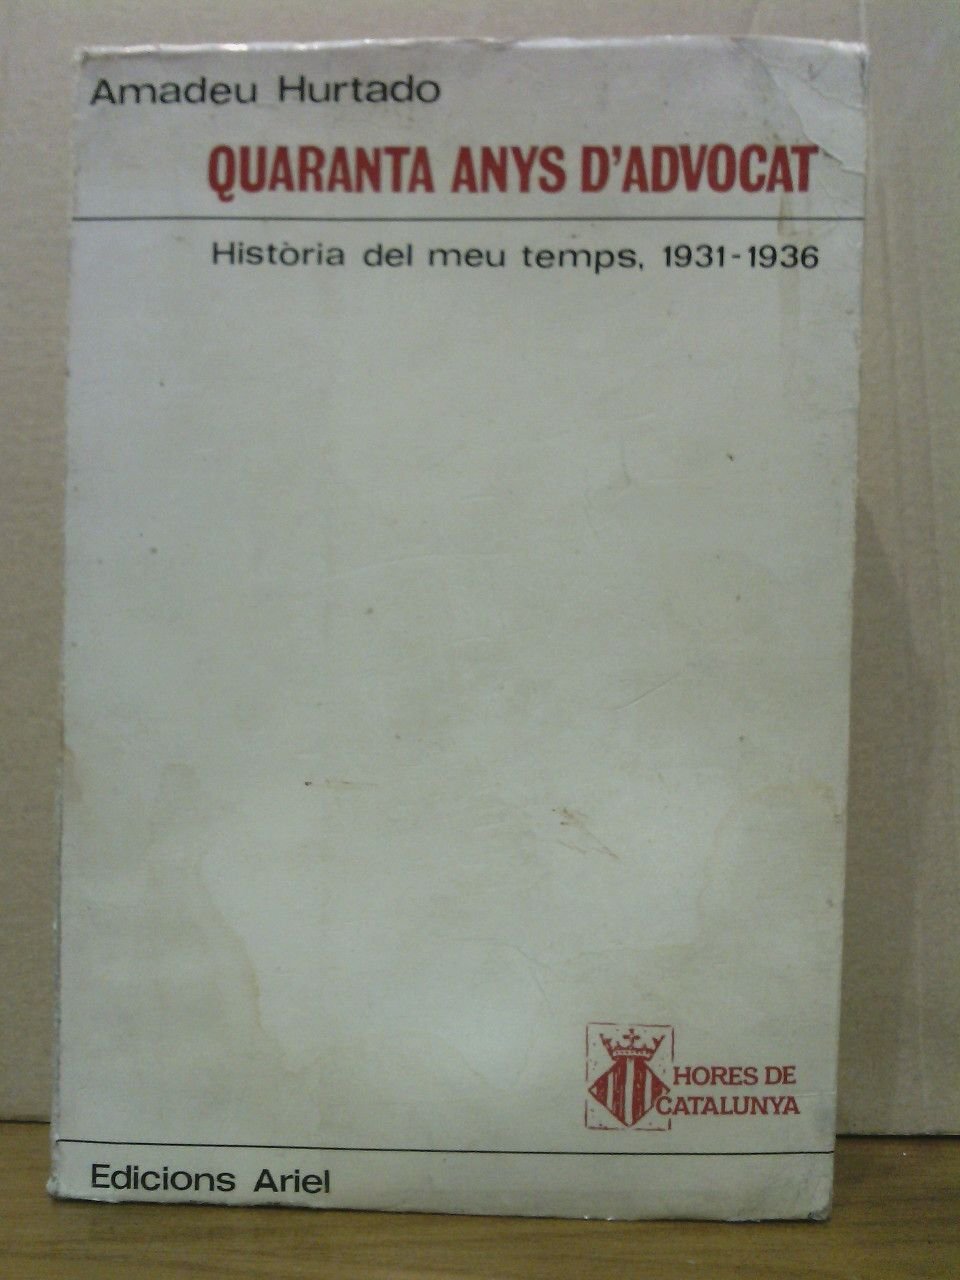 Amadeu Hurtado
QUARANTA ANYS D'ADVOCAT
Història del meu temps, 1931-1936
HORES DE
CATALUNYA
Edicions Ariel